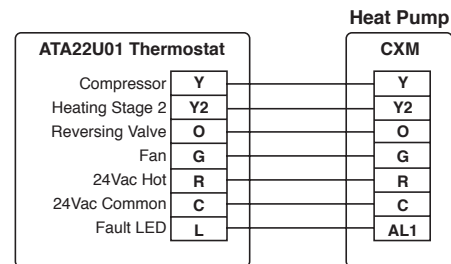 Heat Pump
ATA22U01 Thermostat CXM
Compressor Y Y
Heating Stage 2 Y2 Y2
Reversing Valve O O
Fan G G
24Vac Hot R R
24Vac Common C C
Fault LED L AL1